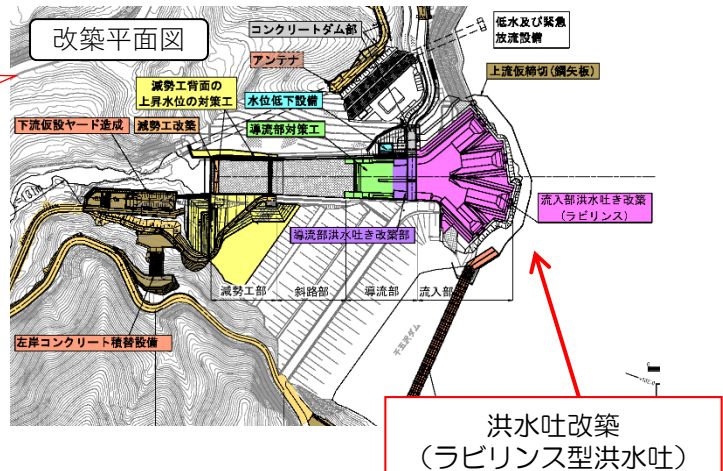 改築平面図
コンクリートダム部
アンテナ
低水及び緊急
放流設備
上流仮締切(鋼矢板)
減勢工背面の
上昇水位の対策工
水位低下設備
下流仮設ヤード造成
減勢工改築
導流部対策工
流入部洪水吐き改築
(ラビリンス)
導流部洪水吐き改築部
減勢工部
斜路部
導流部
流入部
左岸コンクリート積替設備
千五沢ダム
洪水吐改築
（ラビリンス型洪水吐）